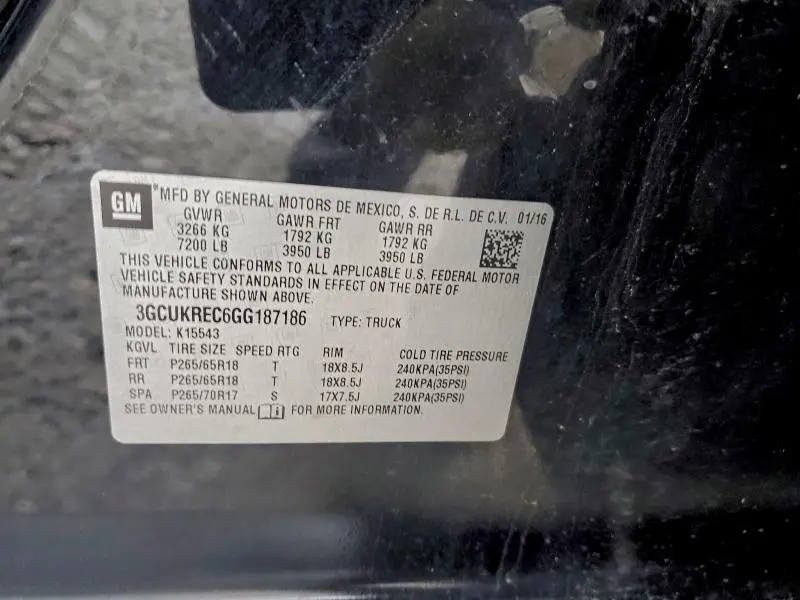 GM
*MFD BY GENERAL MOTORS DE MEXICO, S. DE R.L. DE C.V. 01/16
GVWR GAWR FRT GAWR RR
3266 KG 1792 KG 1792 KG
7200 LB 3950 LB 3950 LB
THIS VEHICLE CONFORMS TO ALL APPLICABLE U.S. FEDERAL MOTOR
VEHICLE SAFETY STANDARDS IN EFFECT ON THE DATE OF
MANUFACTURE SHOWN ABOVE.
3GCUKREC6GG187186 TYPE: TRUCK
MODEL: K15543
KGVL TIRE SIZE SPEED RTG RIM COLD TIRE PRESSURE
FRT P265/65R18 T 18X8.5J 240KPA(35PSI)
RR P265/65R18 T 18X8.5J 240KPA(35PSI)
SPA P265/70R17 S 17X7.5J 240KPA(35PSI)
SEE OWNER'S MANUAL FOR MORE INFORMATION.